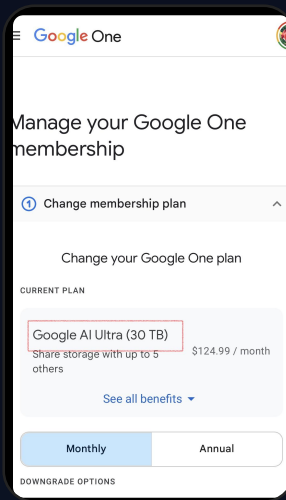 Google One
Manage your Google One
membership
1 Change membership plan
Change your Google One plan
CURRENT PLAN
Google AI Ultra (30 TB)
Share storage with up to 5
others
$124.99 / month
See all benefits
Monthly
Annual
DOWNGRADE OPTIONS